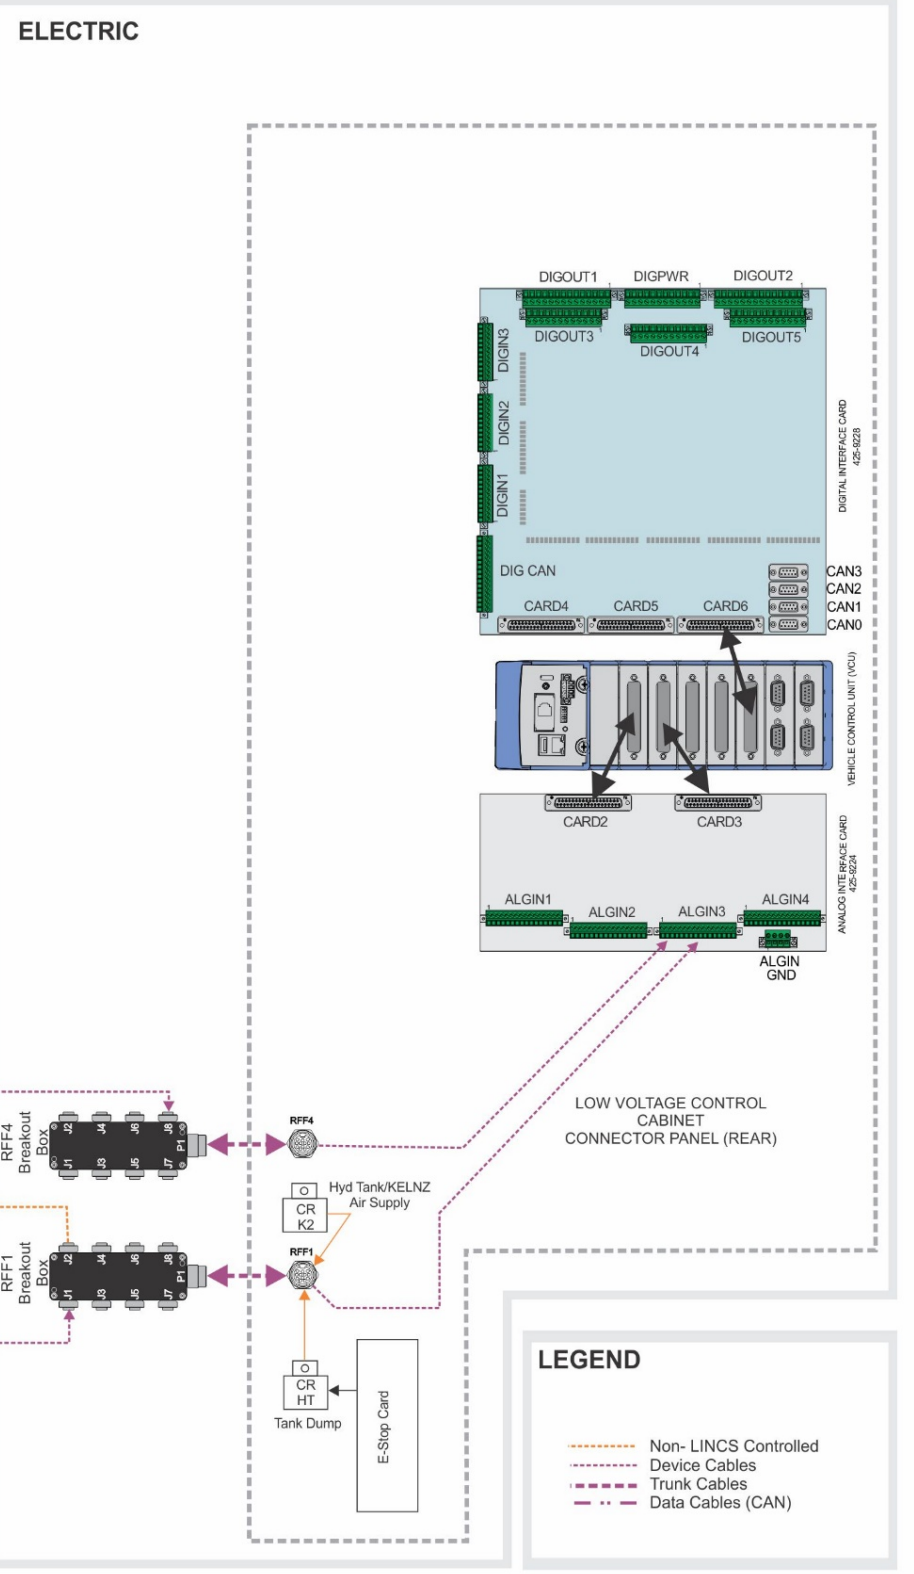 ELECTRIC
DIGOUT1
DIGPWR
DIGOUT2
DIGOUT3
DIGOUT4
DIGOUT5
DIGIN3
DIGIN2
DIGIN1
DIG CAN
DIGITAL INTERFACE CARD
425-9228
CAN3
CAN2
CAN1
CAN0
CARD4
CARD5
CARD6
VEHICLE CONTROL UNIT (VCU)
CARD2
CARD3
ANALOG INTERFACE CARD
425-9224
ALGIN1
ALGIN2
ALGIN3
ALGIN4
ALGIN
GND
LOW VOLTAGE CONTROL
CABINET
CONNECTOR PANEL (REAR)
RFF4
Breakout
Box
J2
J4
J6
J8
J1
J3
J5
J7
P1
RFF4
CR
K2
Hyd Tank/KELNZ
Air Supply
RFF1
Breakout
Box
J2
J4
J6
J8
J1
J3
J5
J7
P1
RFF1
CR
HT
Tank Dump
E-Stop Card
LEGEND
Non- LINCS Controlled
Device Cables
Trunk Cables
Data Cables (CAN)